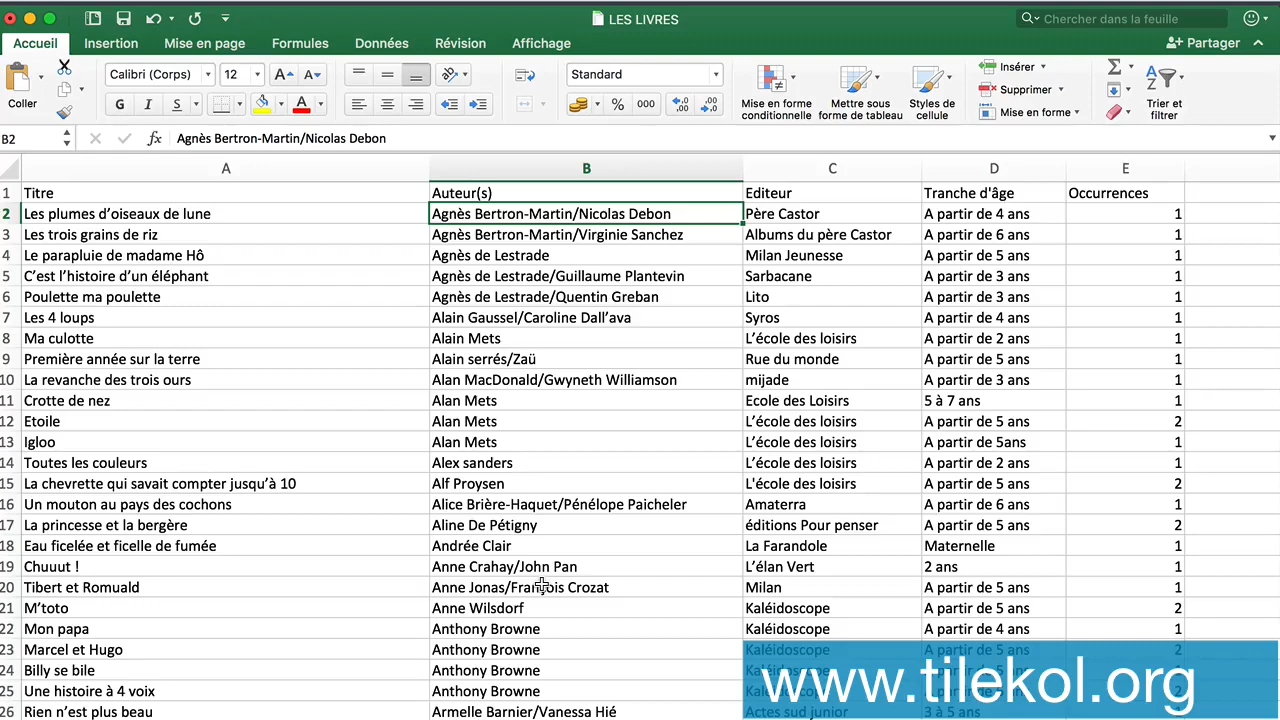 LES LIVRES
Chercher dans la feuille
Accueil Insertion Mise en page Formules Données Révision Affichage Partager
Coller Calibri (Corps) 12 A A Standard Mise en forme conditionnelle Mettre sous forme de tableau Styles de cellule Insérer Supprimer Mise en forme Trier et filtrer
G I S A % 000
B2 fx Agnès Bertron-Martin/Nicolas Debon
A B C D E
1 Titre Auteur(s) Editeur Tranche d'âge Occurrences
2 Les plumes d’oiseaux de lune Agnès Bertron-Martin/Nicolas Debon Père Castor A partir de 4 ans 1
3 Les trois grains de riz Agnès Bertron-Martin/Virginie Sanchez Albums du père Castor A partir de 6 ans 1
4 Le parapluie de madame Hô Agnès de Lestrade Milan Jeunesse A partir de 5 ans 1
5 C’est l’histoire d’un éléphant Agnès de Lestrade/Guillaume Plantevin Sarbacane A partir de 3 ans 1
6 Poulette ma poulette Agnès de Lestrade/Quentin Greban Lito A partir de 3 ans 1
7 Les 4 loups Alain Gaussel/Caroline Dall’ava Syros A partir de 4 ans 1
8 Ma culotte Alain Mets L’école des loisirs A partir de 2 ans 1
9 Première année sur la terre Alain serrés/Zaü Rue du monde A partir de 5 ans 1
10 La revanche des trois ours Alan MacDonald/Gwyneth Williamson mijade A partir de 3 ans 1
11 Crotte de nez Alan Mets Ecole des Loisirs 5 à 7 ans 1
12 Etoile Alan Mets L’école des loisirs A partir de 5 ans 2
13 Igloo Alan Mets L’école des loisirs A partir de 5ans 1
14 Toutes les couleurs Alex sanders L’école des loisirs A partir de 2 ans 1
15 La chevrette qui savait compter jusqu’à 10 Alf Proysen L'école des loisirs A partir de 5 ans 2
16 Un mouton au pays des cochons Alice Brière-Haquet/Pénélope Paicheler Amaterra A partir de 6 ans 1
17 La princesse et la bergère Aline De Pétigny éditions Pour penser A partir de 5 ans 2
18 Eau ficelée et ficelle de fumée Andrée Clair La Farandole Maternelle 1
19 Chuuut ! Anne Crahay/John Pan L’élan Vert 2 ans 1
20 Tibert et Romuald Anne Jonas/François Crozat Milan A partir de 5 ans 1
21 M’toto Anne Wilsdorf Kaléidoscope A partir de 5 ans 2
22 Mon papa Anthony Browne Kaléidoscope A partir de 4 ans 1
23 Marcel et Hugo Anthony Browne Kaléidoscope A partir de 5 ans 2
24 Billy se bile Anthony Browne
25 Une histoire à 4 voix Anthony Browne
26 Rien n’est plus beau Armelle Barnier/Vanessa Hié Actes sud junior 3 à 5 ans
www.tilekol.org